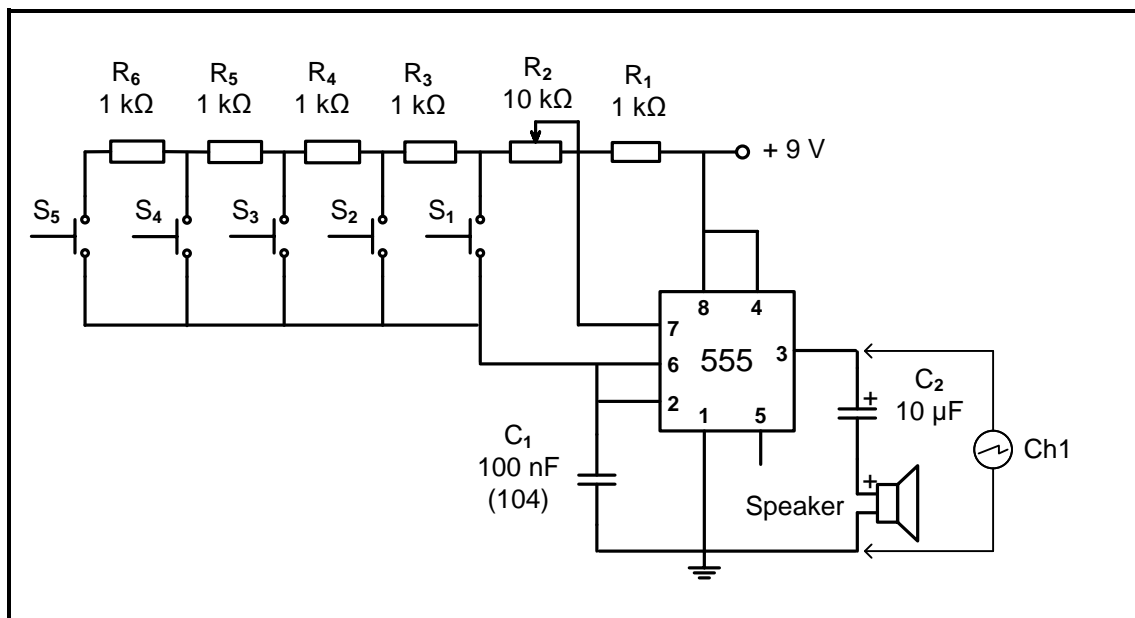 R6 R5 R4 R3 R2 R1
1 kΩ 1 kΩ 1 kΩ 1 kΩ 10 kΩ 1 kΩ
+ 9 V
S5 S4 S3 S2 S1
8 4
7
6 555 3
2
1 5
C1
100 nF
(104)
C2
10 µF
+
+
Speaker
Ch1